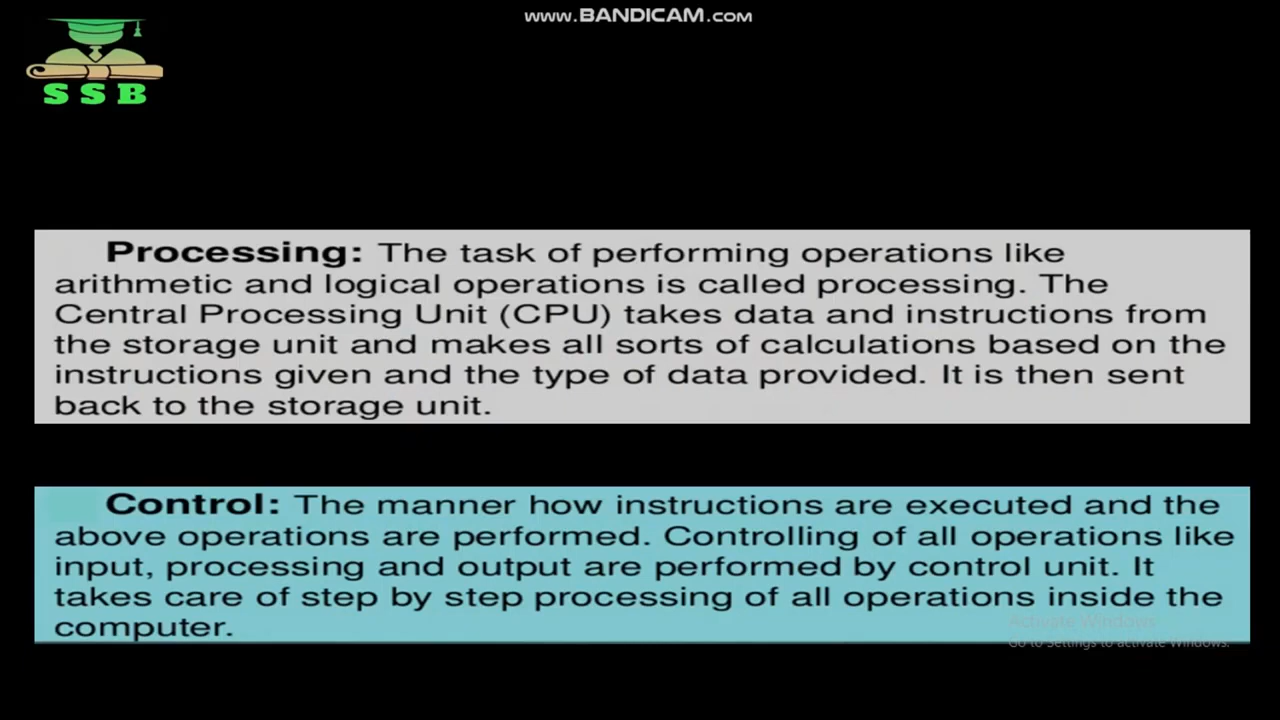 www.BANDICAM.com
SSB
Processing: The task of performing operations like
arithmetic and logical operations is called processing. The
Central Processing Unit (CPU) takes data and instructions from
the storage unit and makes all sorts of calculations based on the
instructions given and the type of data provided. It is then sent
back to the storage unit.
Control: The manner how instructions are executed and the
above operations are performed. Controlling of all operations like
input, processing and output are performed by control unit. It
takes care of step by step processing of all operations inside the
computer.
Activate Windows
Go to Settings to activate Windows.